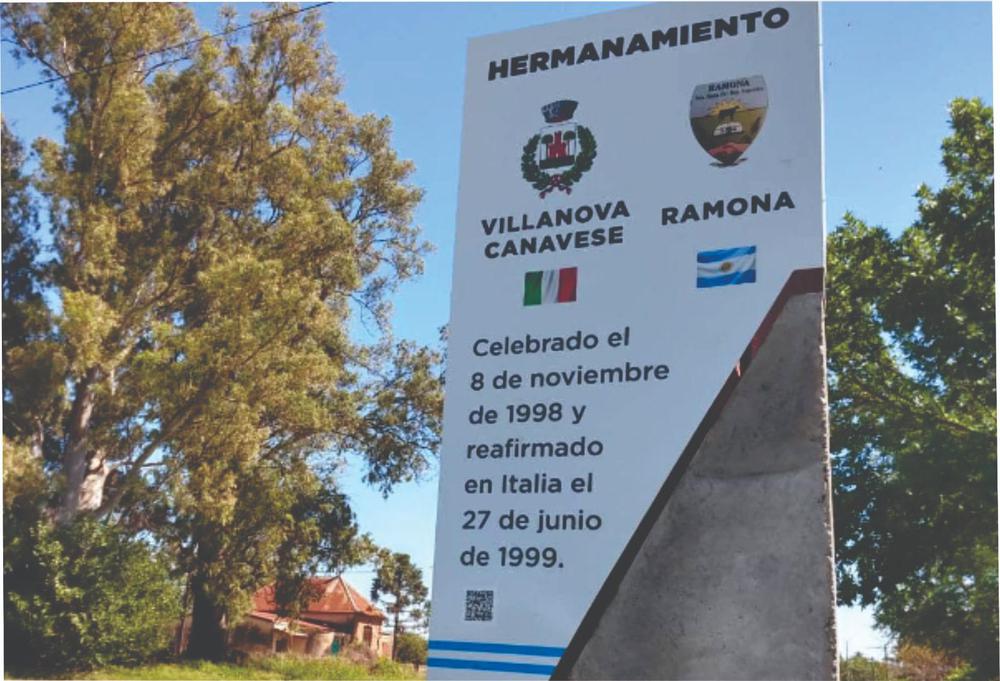 HERMANAMIENTO
RAMONA
VILLANOVA
CANAVESE
RAMONA
Celebrado el
8 de noviembre
de 1998 y
reafirmado
en Italia el
27 de junio
de 1999.